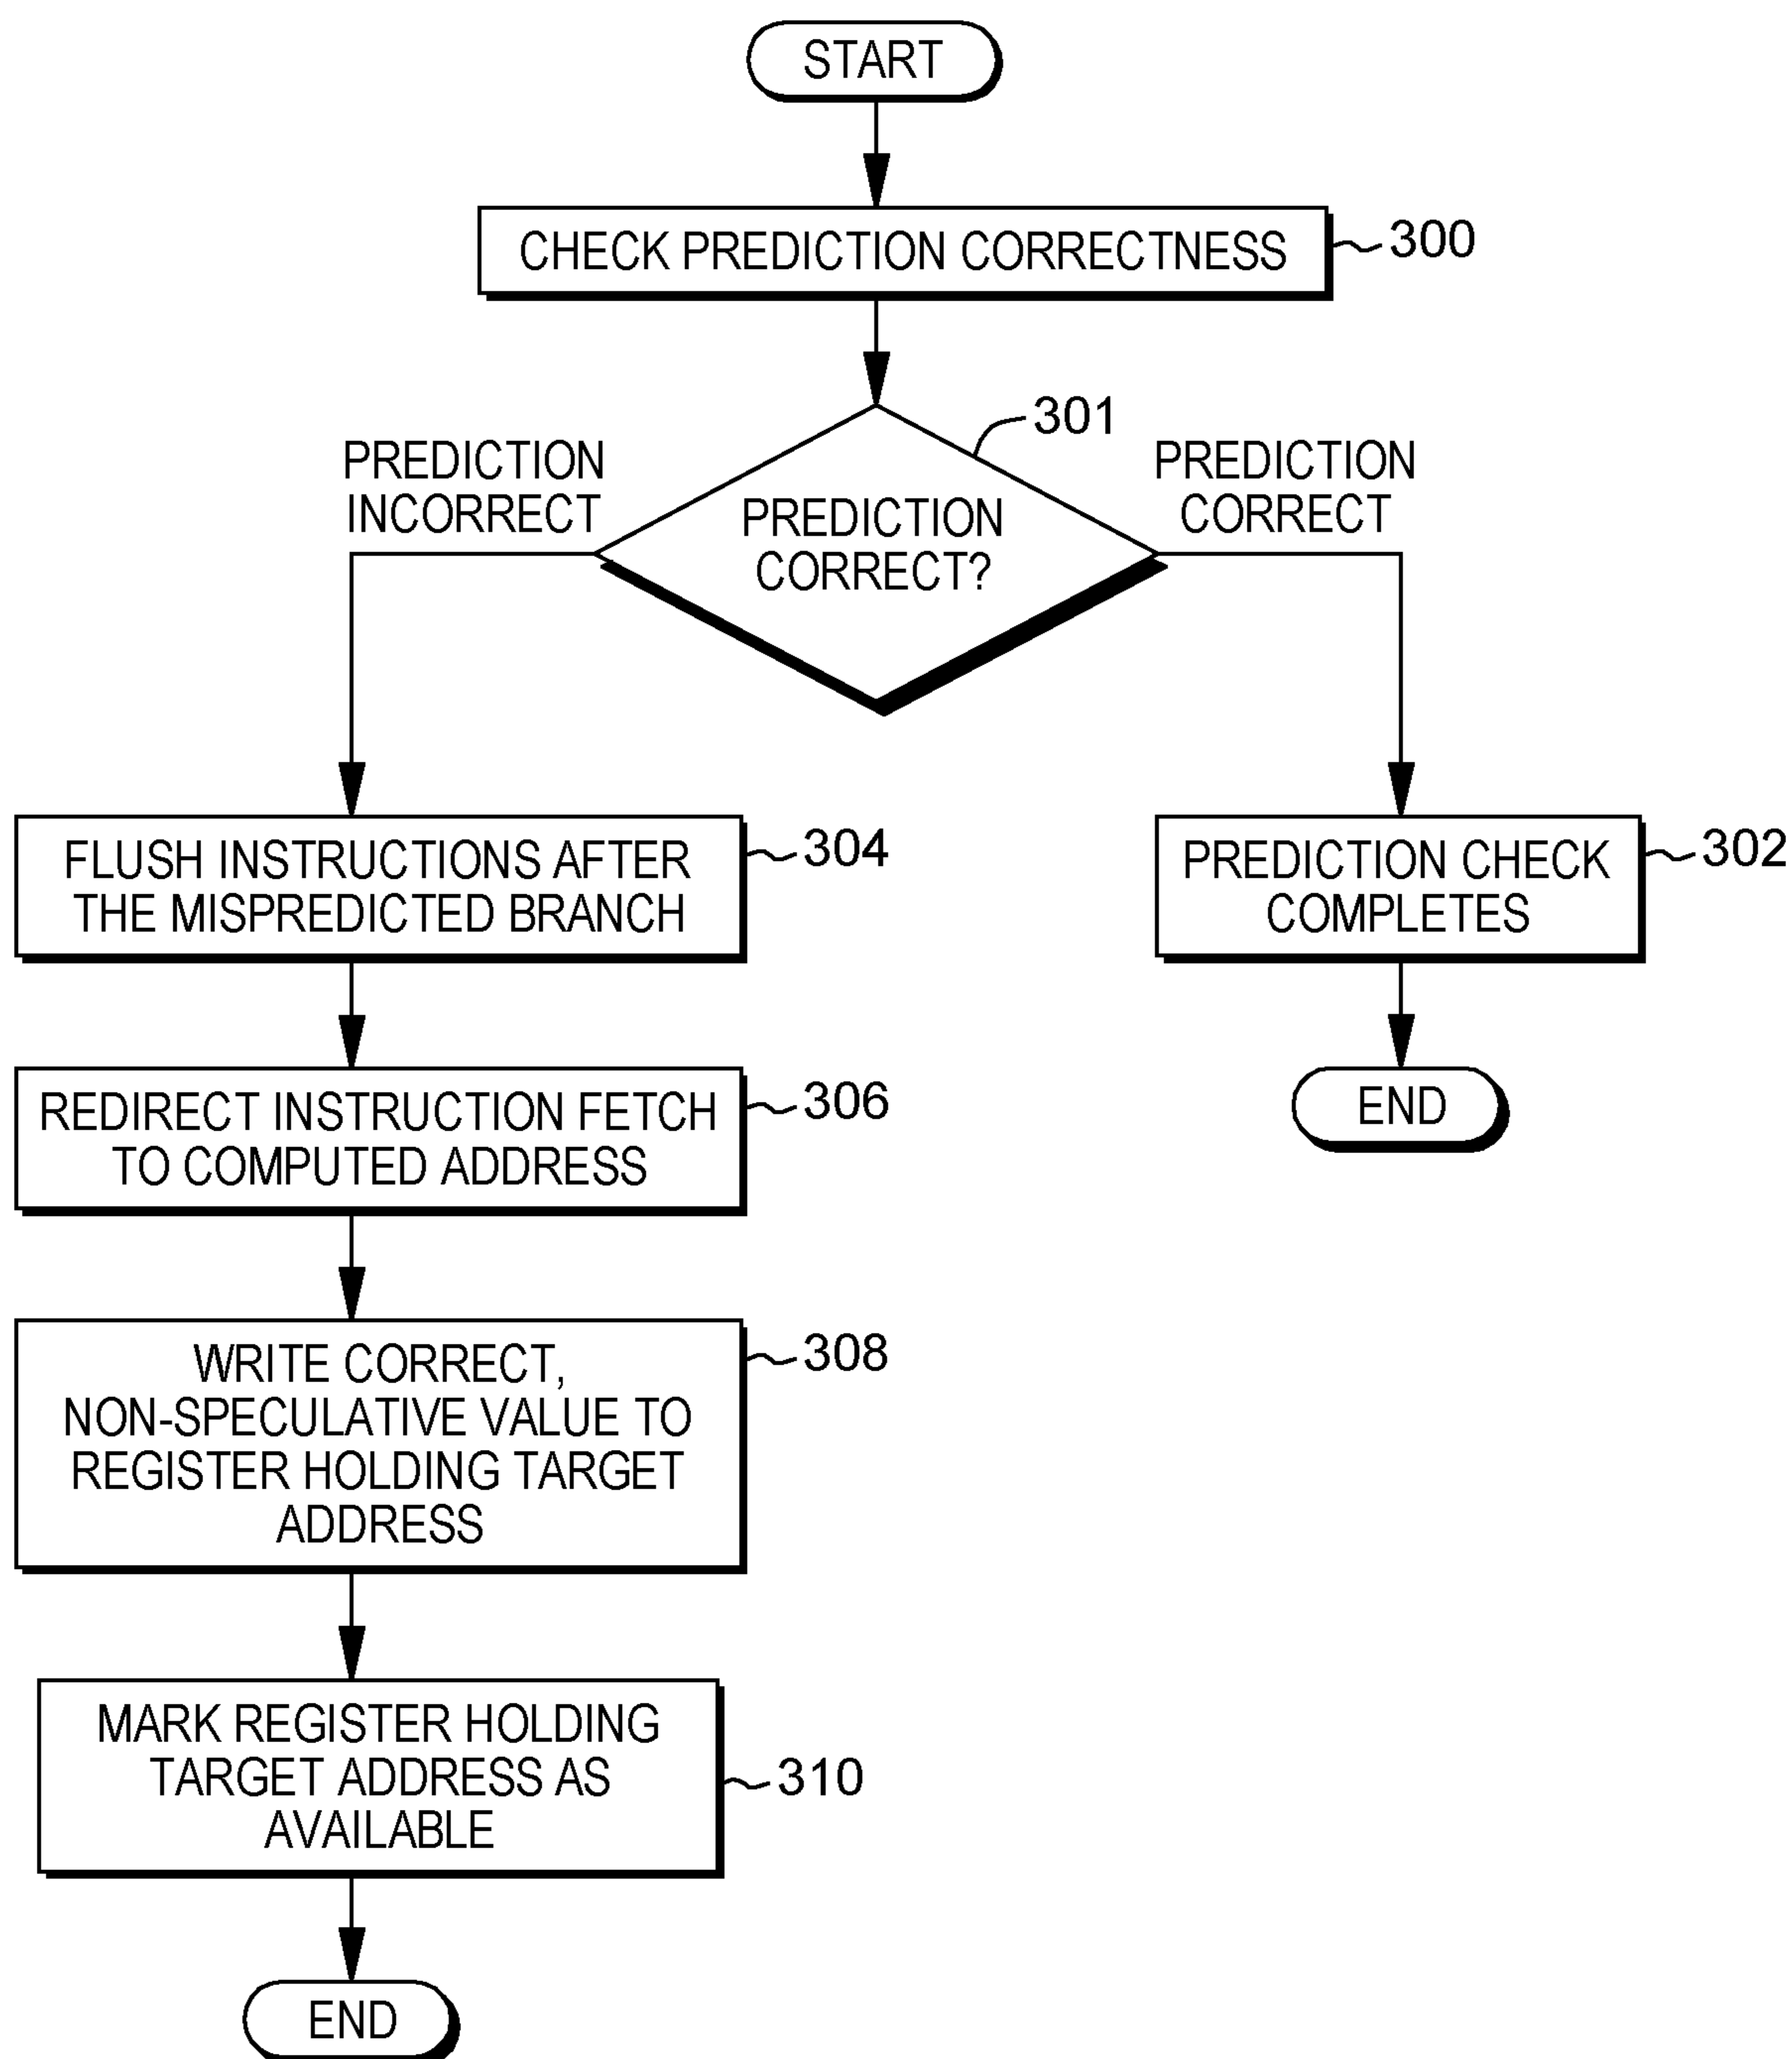 START
CHECK PREDICTION CORRECTNESS
300
301
PREDICTION
INCORRECT
PREDICTION
CORRECT?
PREDICTION
CORRECT
FLUSH INSTRUCTIONS AFTER
THE MISPREDICTED BRANCH
304
PREDICTION CHECK
COMPLETES
302
REDIRECT INSTRUCTION FETCH
TO COMPUTED ADDRESS
306
END
WRITE CORRECT,
NON-SPECULATIVE VALUE TO
REGISTER HOLDING TARGET
ADDRESS
308
MARK REGISTER HOLDING
TARGET ADDRESS AS
AVAILABLE
310
END